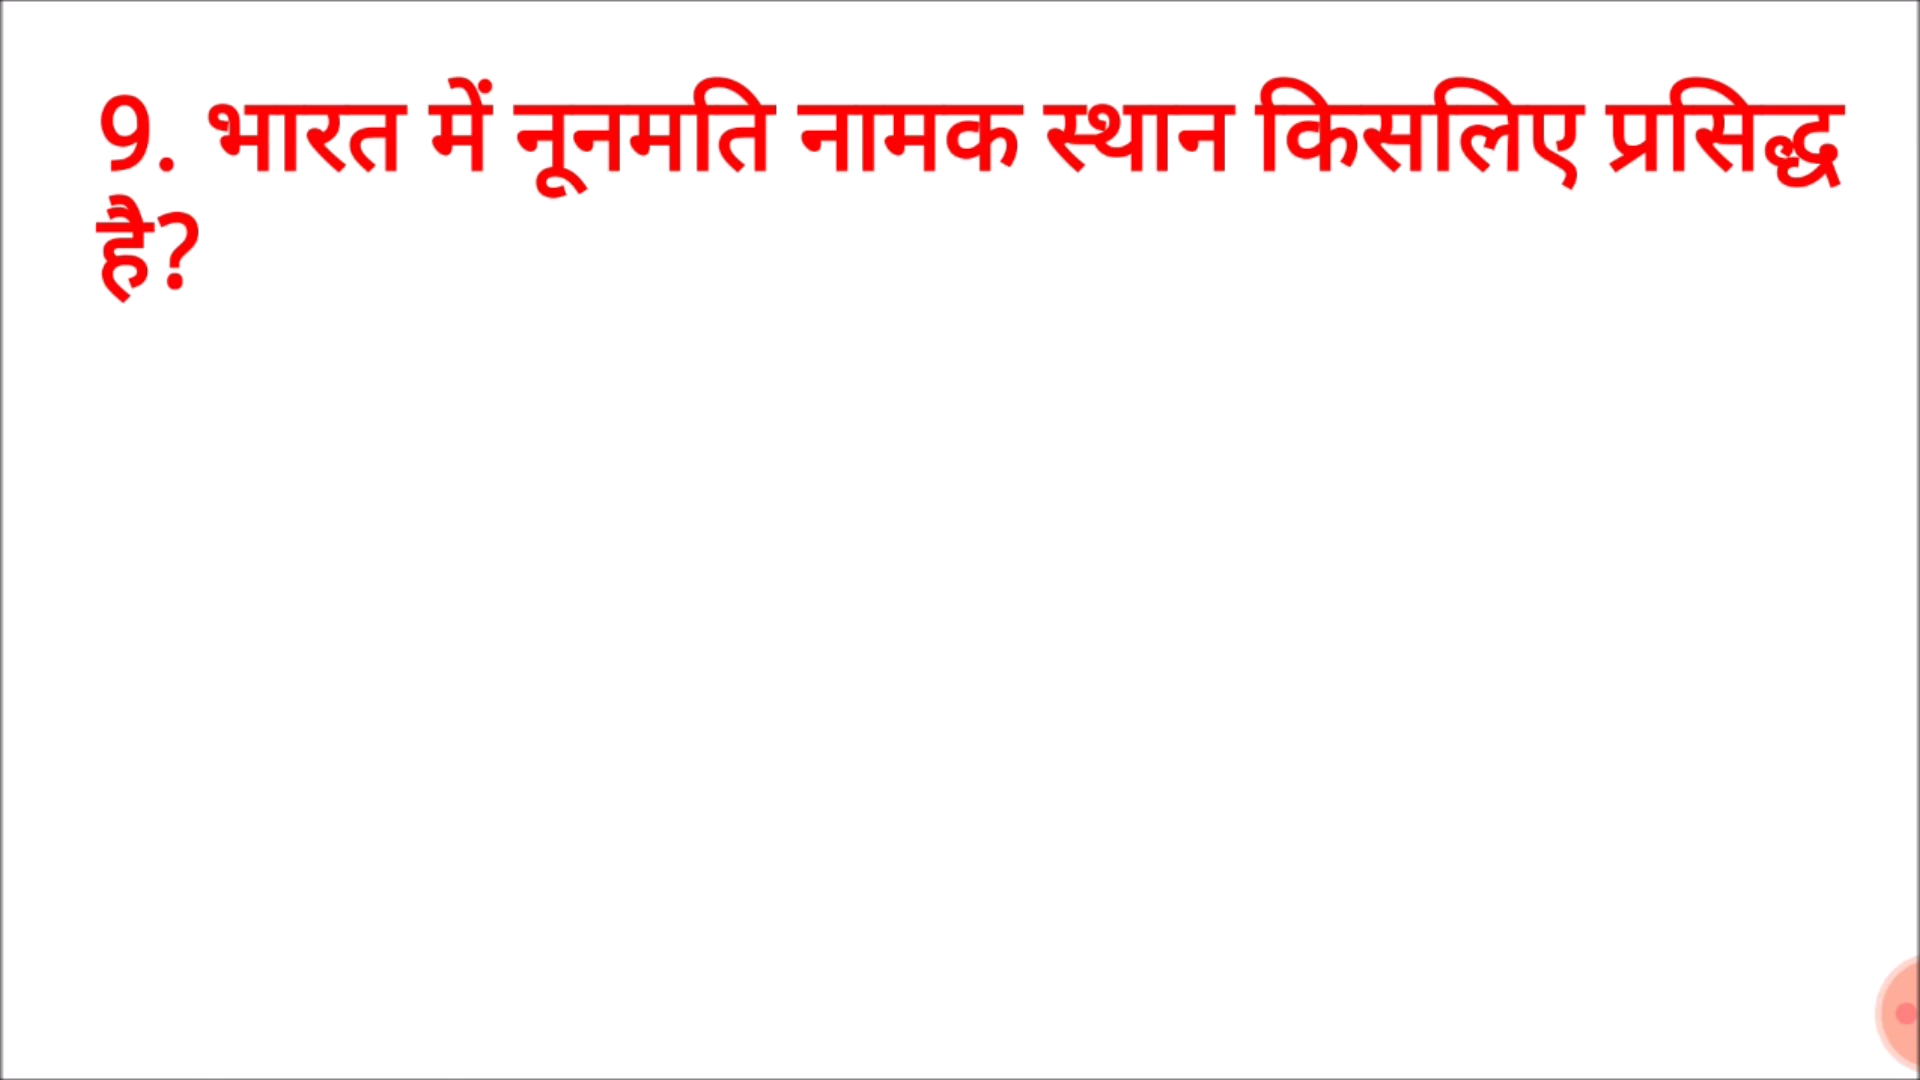 9. भारत में नूनमति नामक स्थान किसलिए प्रसिद्ध
है?